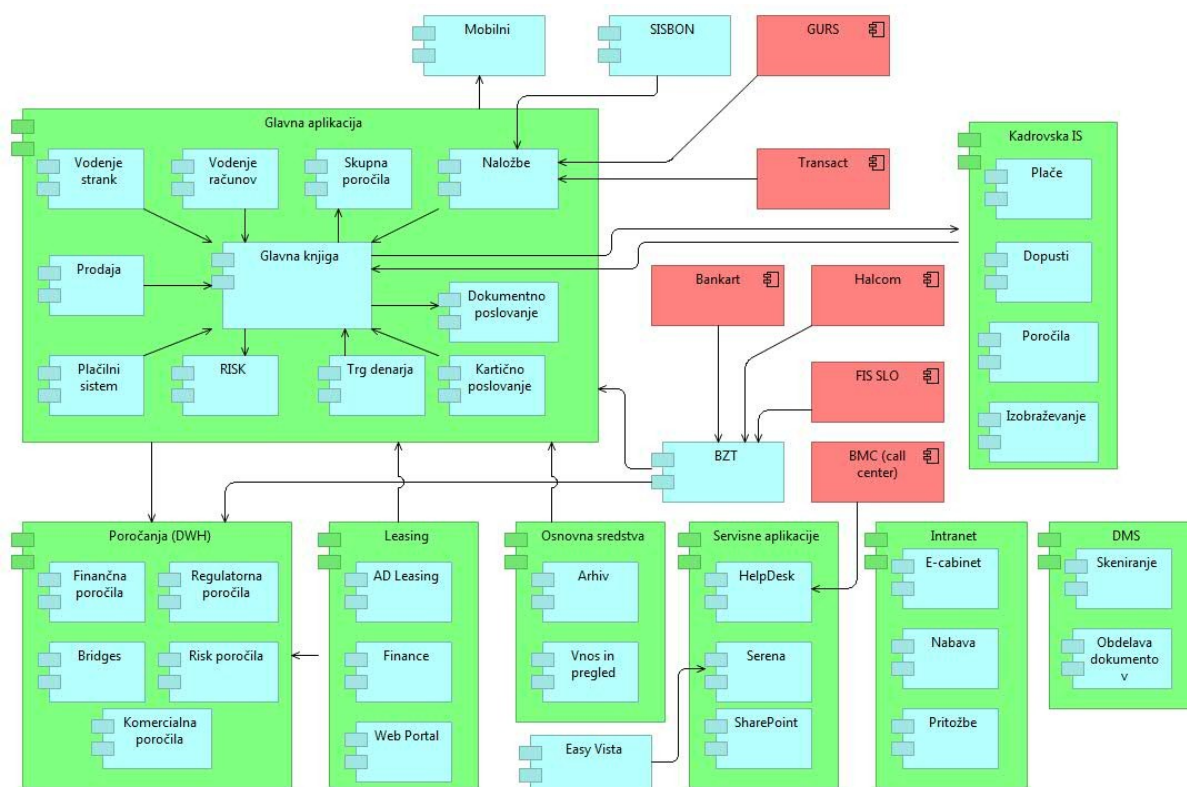 Mobilni
SISBON
GURS
Glavna aplikacija
Kadrovska IS
Vodenje
strank
Vodenje
računov
Skupna
poročila
Naložbe
Transact
Plače
Glavna knjiga
Prodaja
Dopusti
Bankart
Halcom
Dokumentno
poslovanje
Poročila
Plačilni
sistem
RISK
Trg denarja
Kartično
poslovanje
FIS SLO
Izobraževanje
BZT
BMC (call
center)
Poročanja (DWH)
Leasing
Osnovna sredstva
Servisne aplikacije
Intranet
DMS
Finančna
poročila
Regulatorna
poročila
AD Leasing
Arhiv
HelpDesk
E-cabinet
Skeniranje
Bridges
Risk poročila
Finance
Vnos in
pregled
Serena
Nabava
Obdelava
dokumento
v
Komercialna
poročila
Web Portal
Easy Vista
SharePoint
Pritožbe